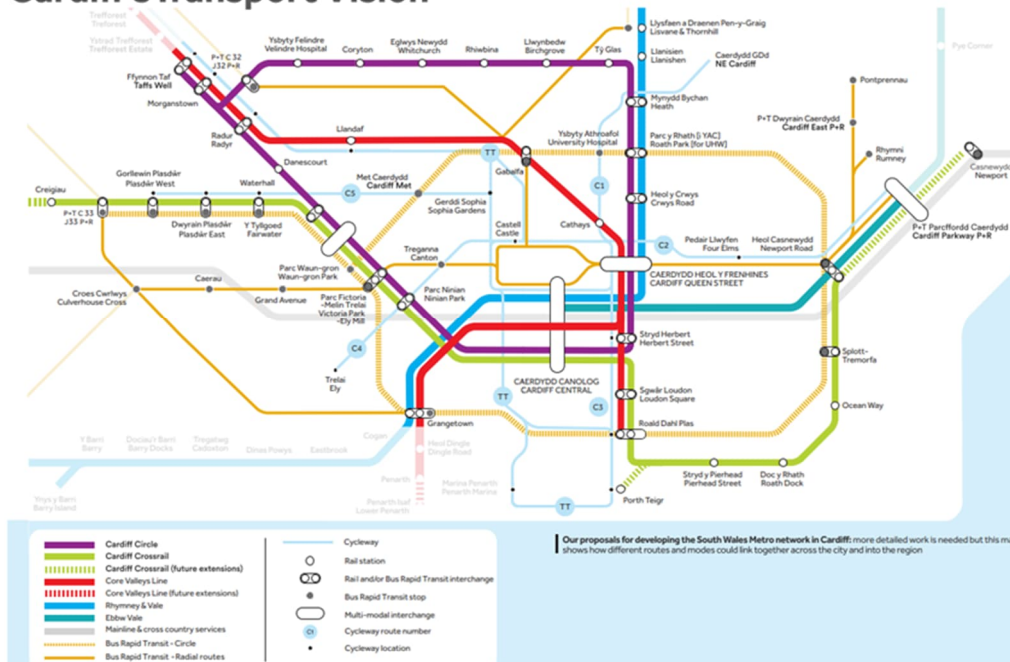 Trefforest
Treforest
Ystrad Trefforest
Trefforest Estate
P+T C 32
J32 P+R
Ffynnon Taf
Taffs Well
Morganstown
Radur
Radyr
Ysbyty Felindre
Velindre Hospital
Coryton
Eglwys Newydd
Whitchurch
Rhiwbina
Llwynbedw
Birchgrove
Tŷ Glas
Llysfaen a Draenen Pen-y-Graig
Lisvane & Thornhill
Llanisien
Llanishen
Caerdydd GDd
NE Cardiff
Mynydd Bychan
Heath
Pye Corner
Pontprennau
P+T Dwyrain Caerdydd
Cardiff East P+R
Rhymni
Rumney
Casnewydd
Newport
Llandaf
Danescourt
TT
Gabalfa
Ysbyty Athrofaol
University Hospital
Parc y Rhath [i YAC]
Roath Park [for UHW]
C1
Heol y Crwys
Crwys Road
Met Caerdydd
Cardiff Met
C5
Gerddi Sophia
Sophia Gardens
Castell
Castle
Cathays
Creigiau
P+T C 33
J33 P+R
Gorllewin Plasdŵr
Plasdŵr West
Waterhall
Dwyrain Plasdŵr
Plasdŵr East
Y Tyllgoed
Fairwater
C2
Pedair Llwyfen
Four Elms
Heol Casnewydd
Newport Road
P+T Parcffordd Caerdydd
Cardiff Parkway P+R
Treganna
Canton
CAERDYDD HEOL Y FRENHINES
CARDIFF QUEEN STREET
Parc Waun-gron
Waun-gron Park
Croes Cwrlwys
Culverhouse Cross
Caerau
Grand Avenue
Parc Fictoria
-Melin Trelai
Victoria Park
-Ely Mill
Parc Ninian
Ninian Park
C4
Trelai
Ely
Stryd Herbert
Herbert Street
CAERDYDD CANOLOG
CARDIFF CENTRAL
Splott-
Tremorfa
TT
C3
Sgwâr Loudon
Loudon Square
Ocean Way
Grangetown
Roald Dahl Plas
Y Barri
Barry
Dociau'r Barri
Barry Docks
Tregatwg
Cadoxton
Dinas Powys
Eastbrook
Cogan
Heol Dingle
Dingle Road
Penarth
Marina Penarth
Penarth Marina
Penarth Isaf
Lower Penarth
Ynys y Barri
Barry Island
Stryd y Pierhead
Pierhead Street
Doc y Rhath
Roath Dock
Porth Teigr
TT
Cardiff Circle
Cardiff Crossrail
Cardiff Crossrail (future extensions)
Core Valleys Line
Core Valleys Line (future extensions)
Rhymney & Vale
Ebbw Vale
Mainline & cross country services
Bus Rapid Transit - Circle
Bus Rapid Transit - Radial routes
Cycleway
Rail station
Rail and/or Bus Rapid Transit interchange
Bus Rapid Transit stop
Multi-modal interchange
C1
Cycleway route number
Cycleway location
Our proposals for developing the South Wales Metro network in Cardiff: more detailed work is needed but this
shows how different routes and modes could link together across the city and into the region